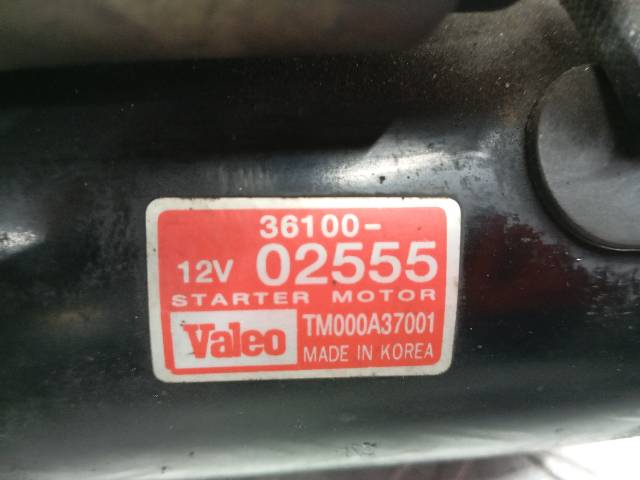 36100-
12V 02555
STARTER MOTOR
Valeo TM000A37001
MADE IN KOREA